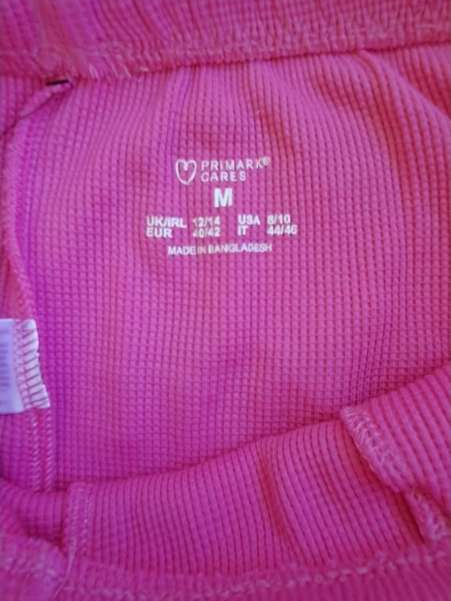 PRIMARK®
CARES
M
UK/IRL 12/14 USA 8/10
EUR 40/42 IT 44/46
MADE IN BANGLADESH